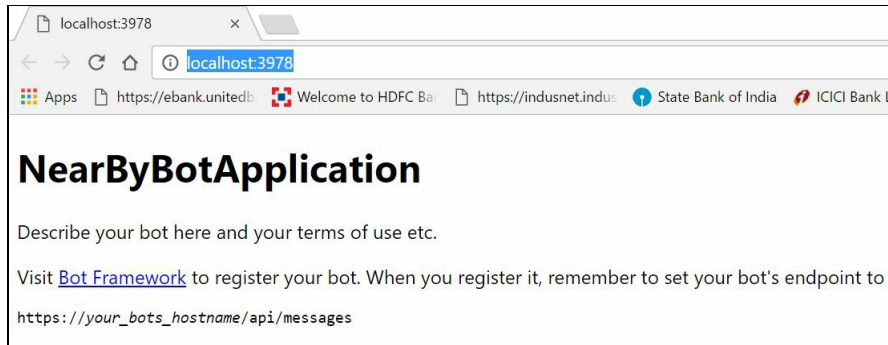 localhost:3978
localhost:3978
Apps https://ebank.unitedb Welcome to HDFC Ba https://indusnet.indus State Bank of India ICICI Bank L
NearByBotApplication
Describe your bot here and your terms of use etc.
Visit Bot Framework to register your bot. When you register it, remember to set your bot's endpoint to
https://your_bots_hostname/api/messages